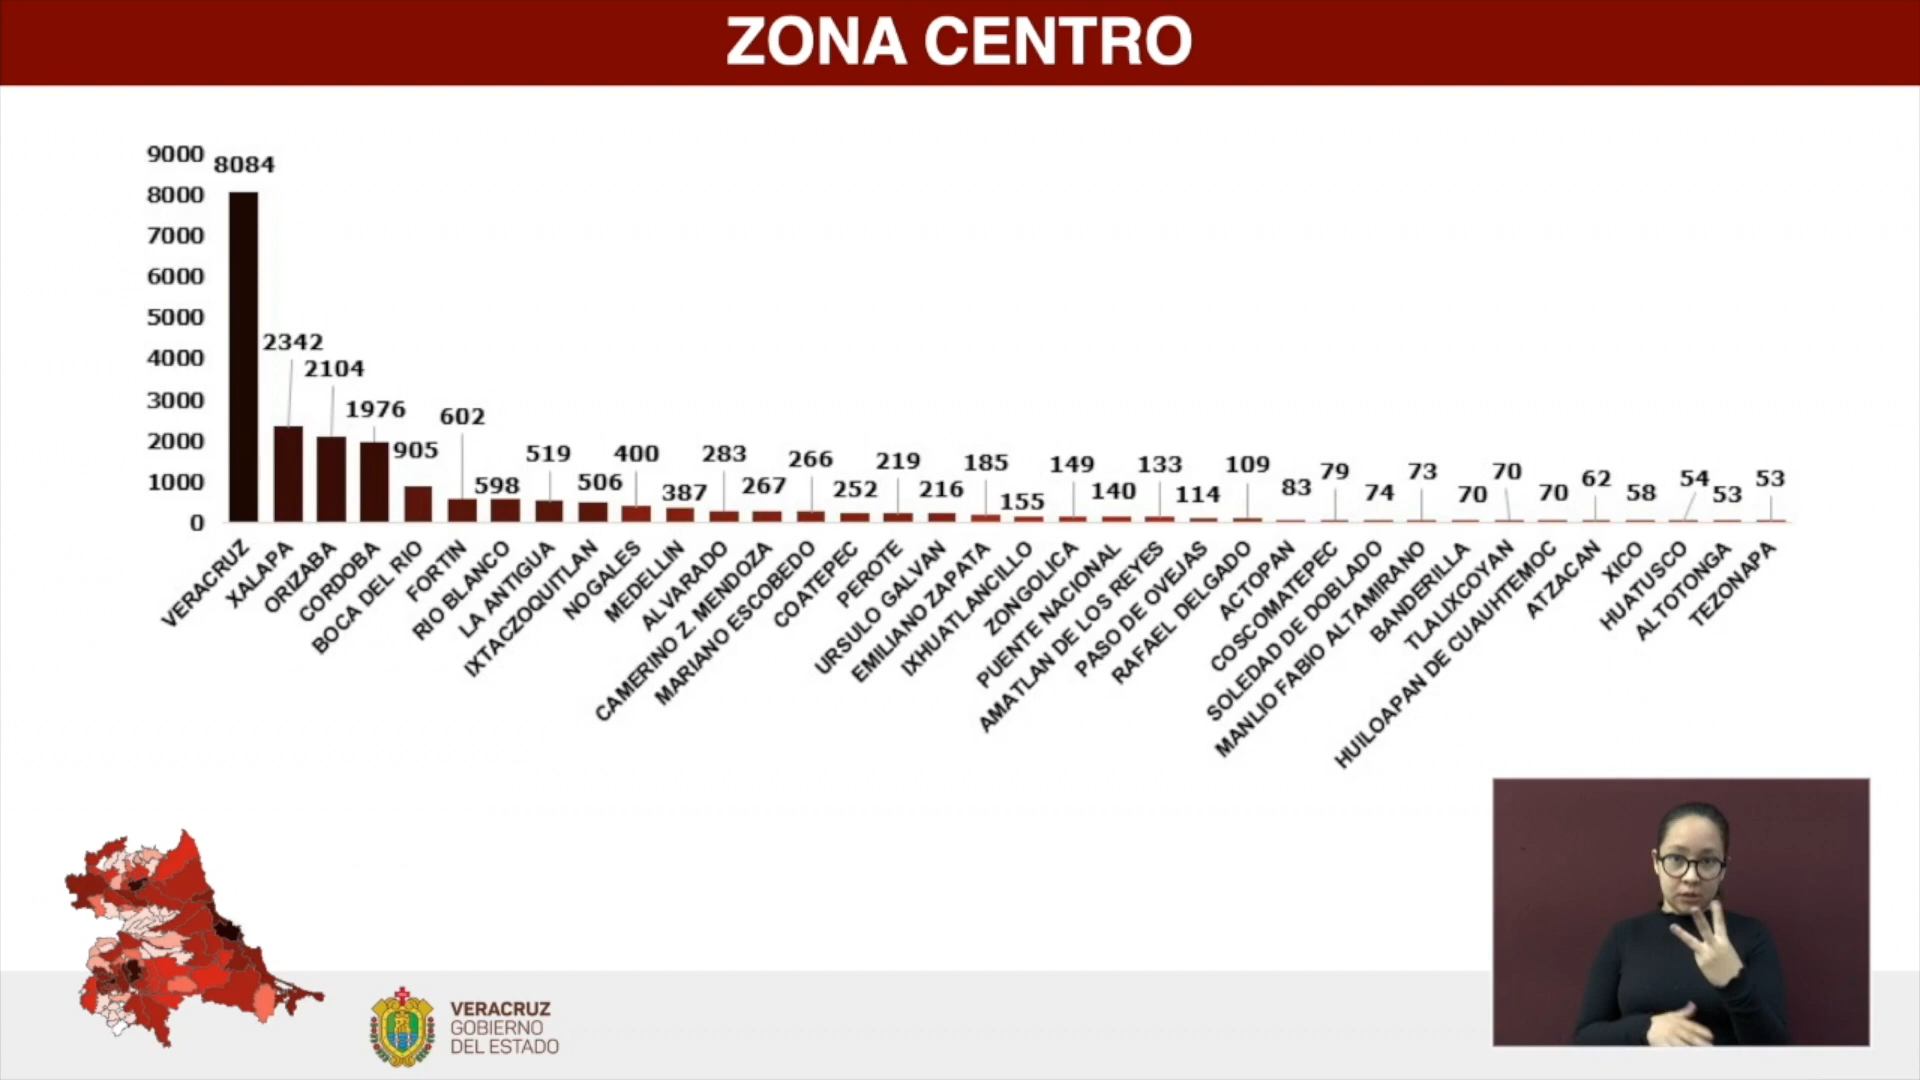 ZONA CENTRO
9000
8000
7000
6000
5000
4000
3000
2000
1000
0
8084
2342
2104
1976
905
602
598
519
506
400
387
283
267
266
252
219
216
185
155
149
140
133
114
109
83
79
74
73
70
70
70
62
58
54
53
53
VERACRUZ
XALAPA
ORIZABA
CORDOBA
BOCA DEL RIO
FORTIN
RIO BLANCO
LA ANTIGUA
IXTACZOQUITLAN
NOGALES
MEDELLIN
ALVARADO
CAMERINO Z. MENDOZA
MARIANO ESCOBEDO
COATEPEC
PEROTE
URSULO GALVAN
EMILIANO ZAPATA
IXHUATLANCILLO
ZONGOLICA
PUENTE NACIONAL
AMATLAN DE LOS REYES
PASO DE OVEJAS
RAFAEL DELGADO
ACTOPAN
COSCOMATEPEC
SOLEDAD DE DOBLADO
MANLIO FABIO ALTAMIRANO
BANDERILLA
TLALIXCOYAN
HUILOAPAN DE CUAUHTEMOC
ATZACAN
XICO
HUATUSCO
ALTOTONGA
TEZONAPA
VERACRUZ
GOBIERNO
DEL ESTADO